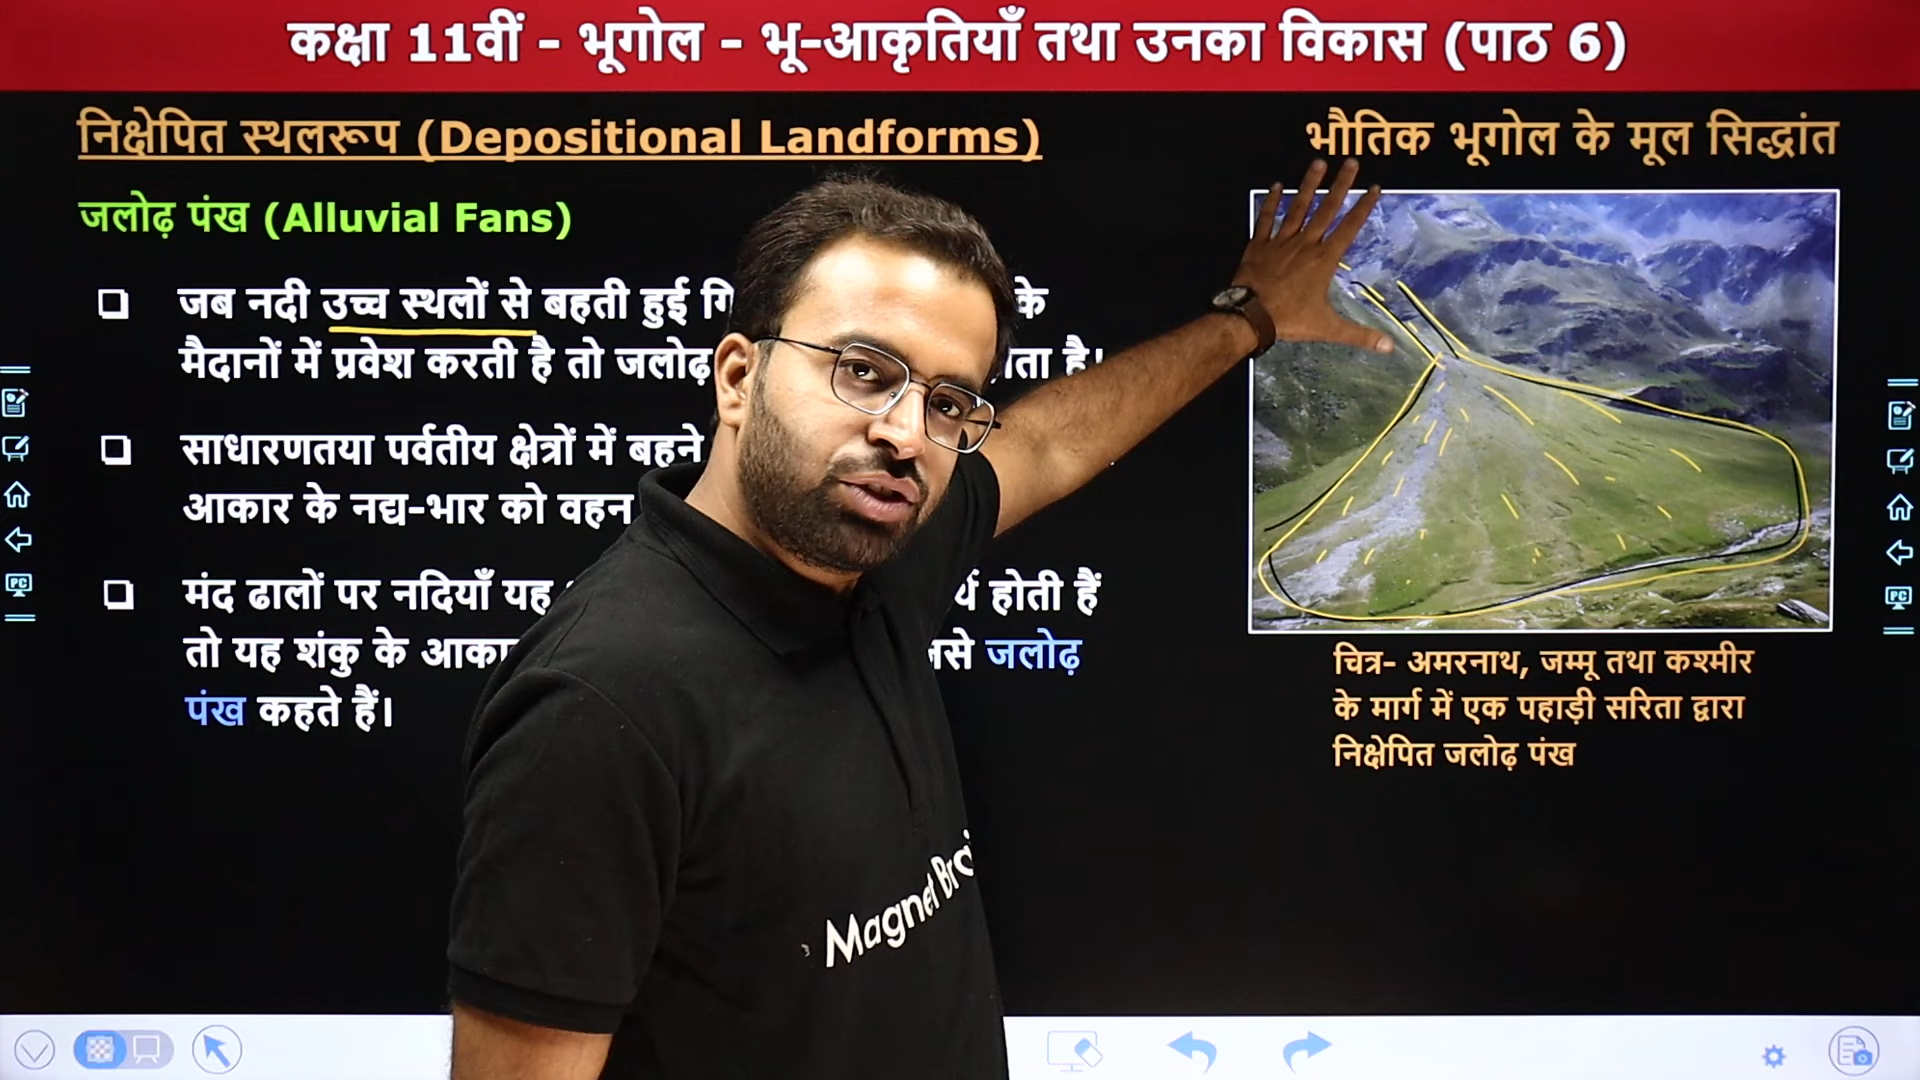 कक्षा 11वीं - भूगोल - भू-आकृतियाँ तथा उनका विकास (पाठ 6)
निक्षेपित स्थलरूप (Depositional Landforms)
भौतिक भूगोल के मूल सिद्धांत
जलोढ़ पंख (Alluvial Fans)
जब नदी उच्च स्थलों से बहती हुई के
मैदानों में प्रवेश करती है तो जलोढ़ है।
साधारणतया पर्वतीय क्षेत्रों में बहने
आकार के नद्य-भार को वहन
मंद ढालों पर नदियाँ यह होती हैं
तो यह शंकु के जलोढ़
पंख कहते हैं।
चित्र- अमरनाथ, जम्मू तथा कश्मीर
के मार्ग में एक पहाड़ी सरिता द्वारा
निक्षेपित जलोढ़ पंख
Magnet
PC
PC